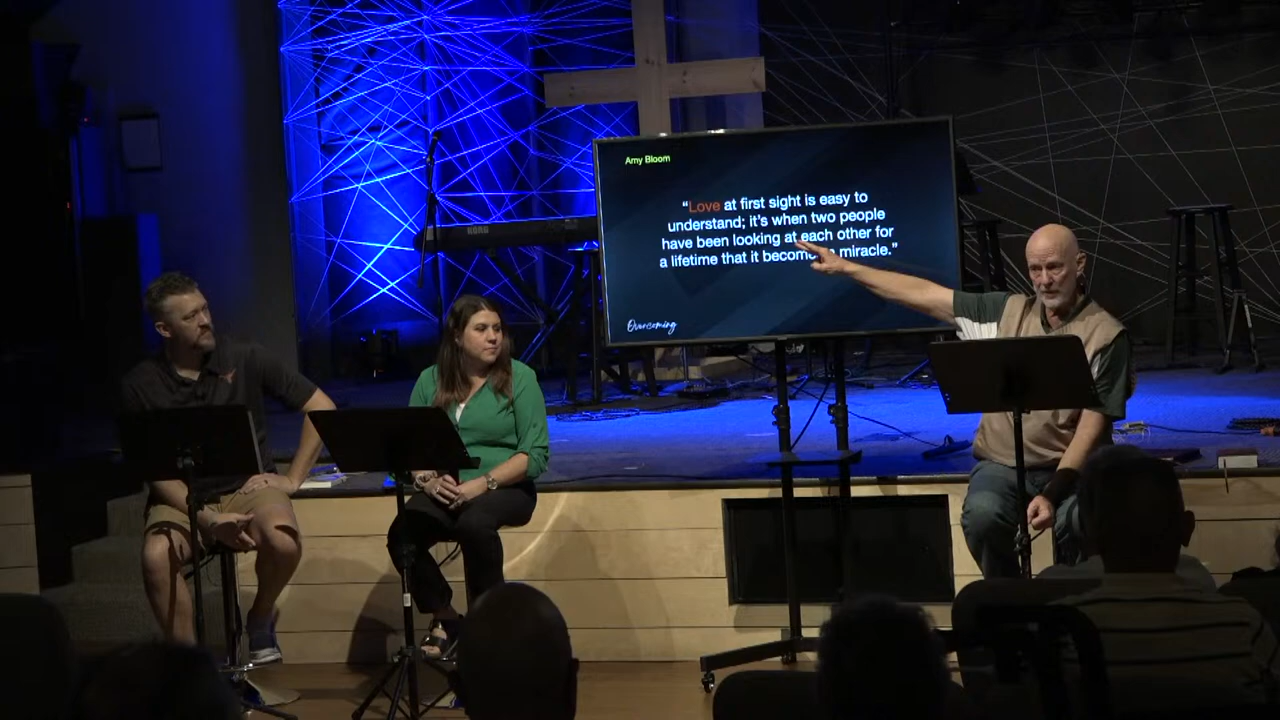 Amy Bloom
“Love at first sight is easy to
understand; it’s when two people
have been looking at each other for
a lifetime that it becomes miracle.”
Overcoming
KORG